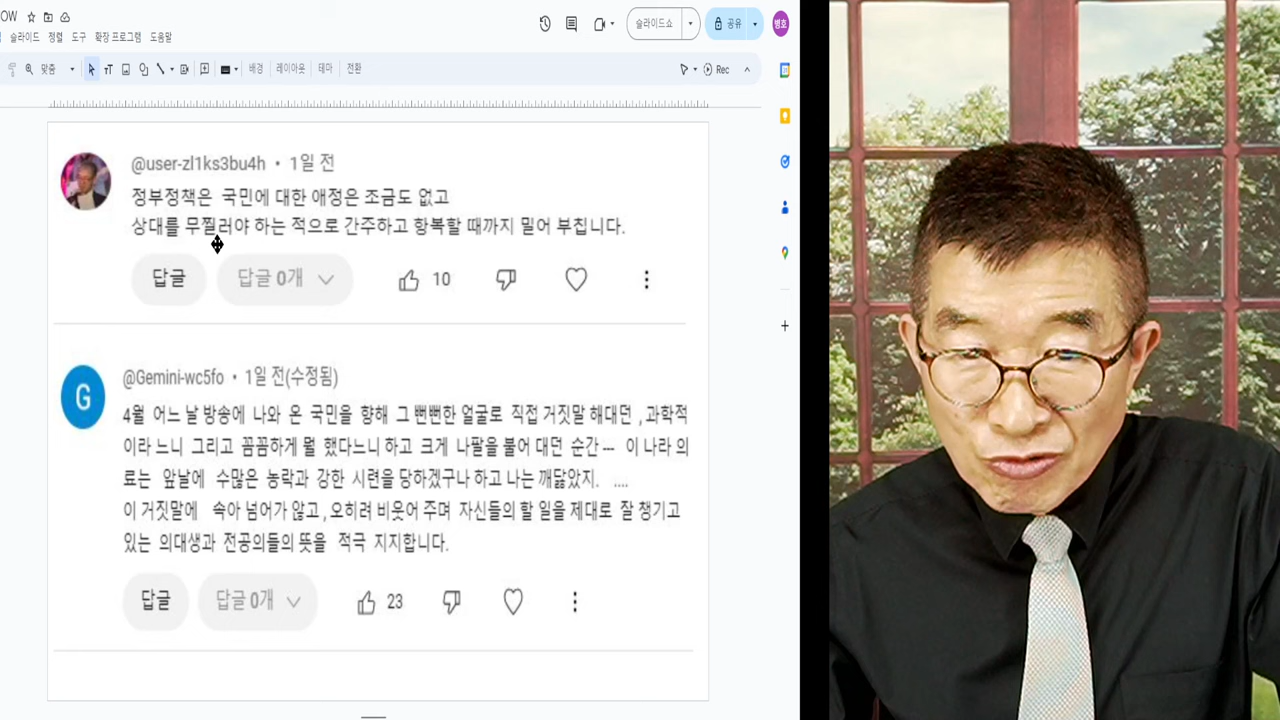 OW
슬라이드 정렬 도구 확장 프로그램 도움말
슬라이드쇼 공유 병호
맞춤 배경 레이아웃 테마 전환 Rec
@user-zl1ks3bu4h • 1일 전
정부정책은 국민에 대한 애정은 조금도 없고
상대를 무찔러야 하는 적으로 간주하고 항복할 때까지 밀어 부칩니다.
답글 답글 0개 10
G
@Gemini-wc5fo • 1일 전(수정됨)
4월 어느 날 방송에 나와 온 국민을 향해 그 뻔뻔한 얼굴로 직접 거짓말 해대던 , 과학적
이라 느니 그리고 꼼꼼하게 뭘 했다느니 하고 크게 나팔을 불어 대던 순간 --- 이 나라 의
료는 앞날에 수많은 농락과 강한 시련을 당하겠구나 하고 나는 깨닳았지. ....
이 거짓말에 속아 넘어가 않고 , 오히려 비웃어 주며 자신들의 할 일을 제대로 잘 챙기고
있는 의대생과 전공의들의 뜻을 적극 지지합니다.
답글 답글 0개 23